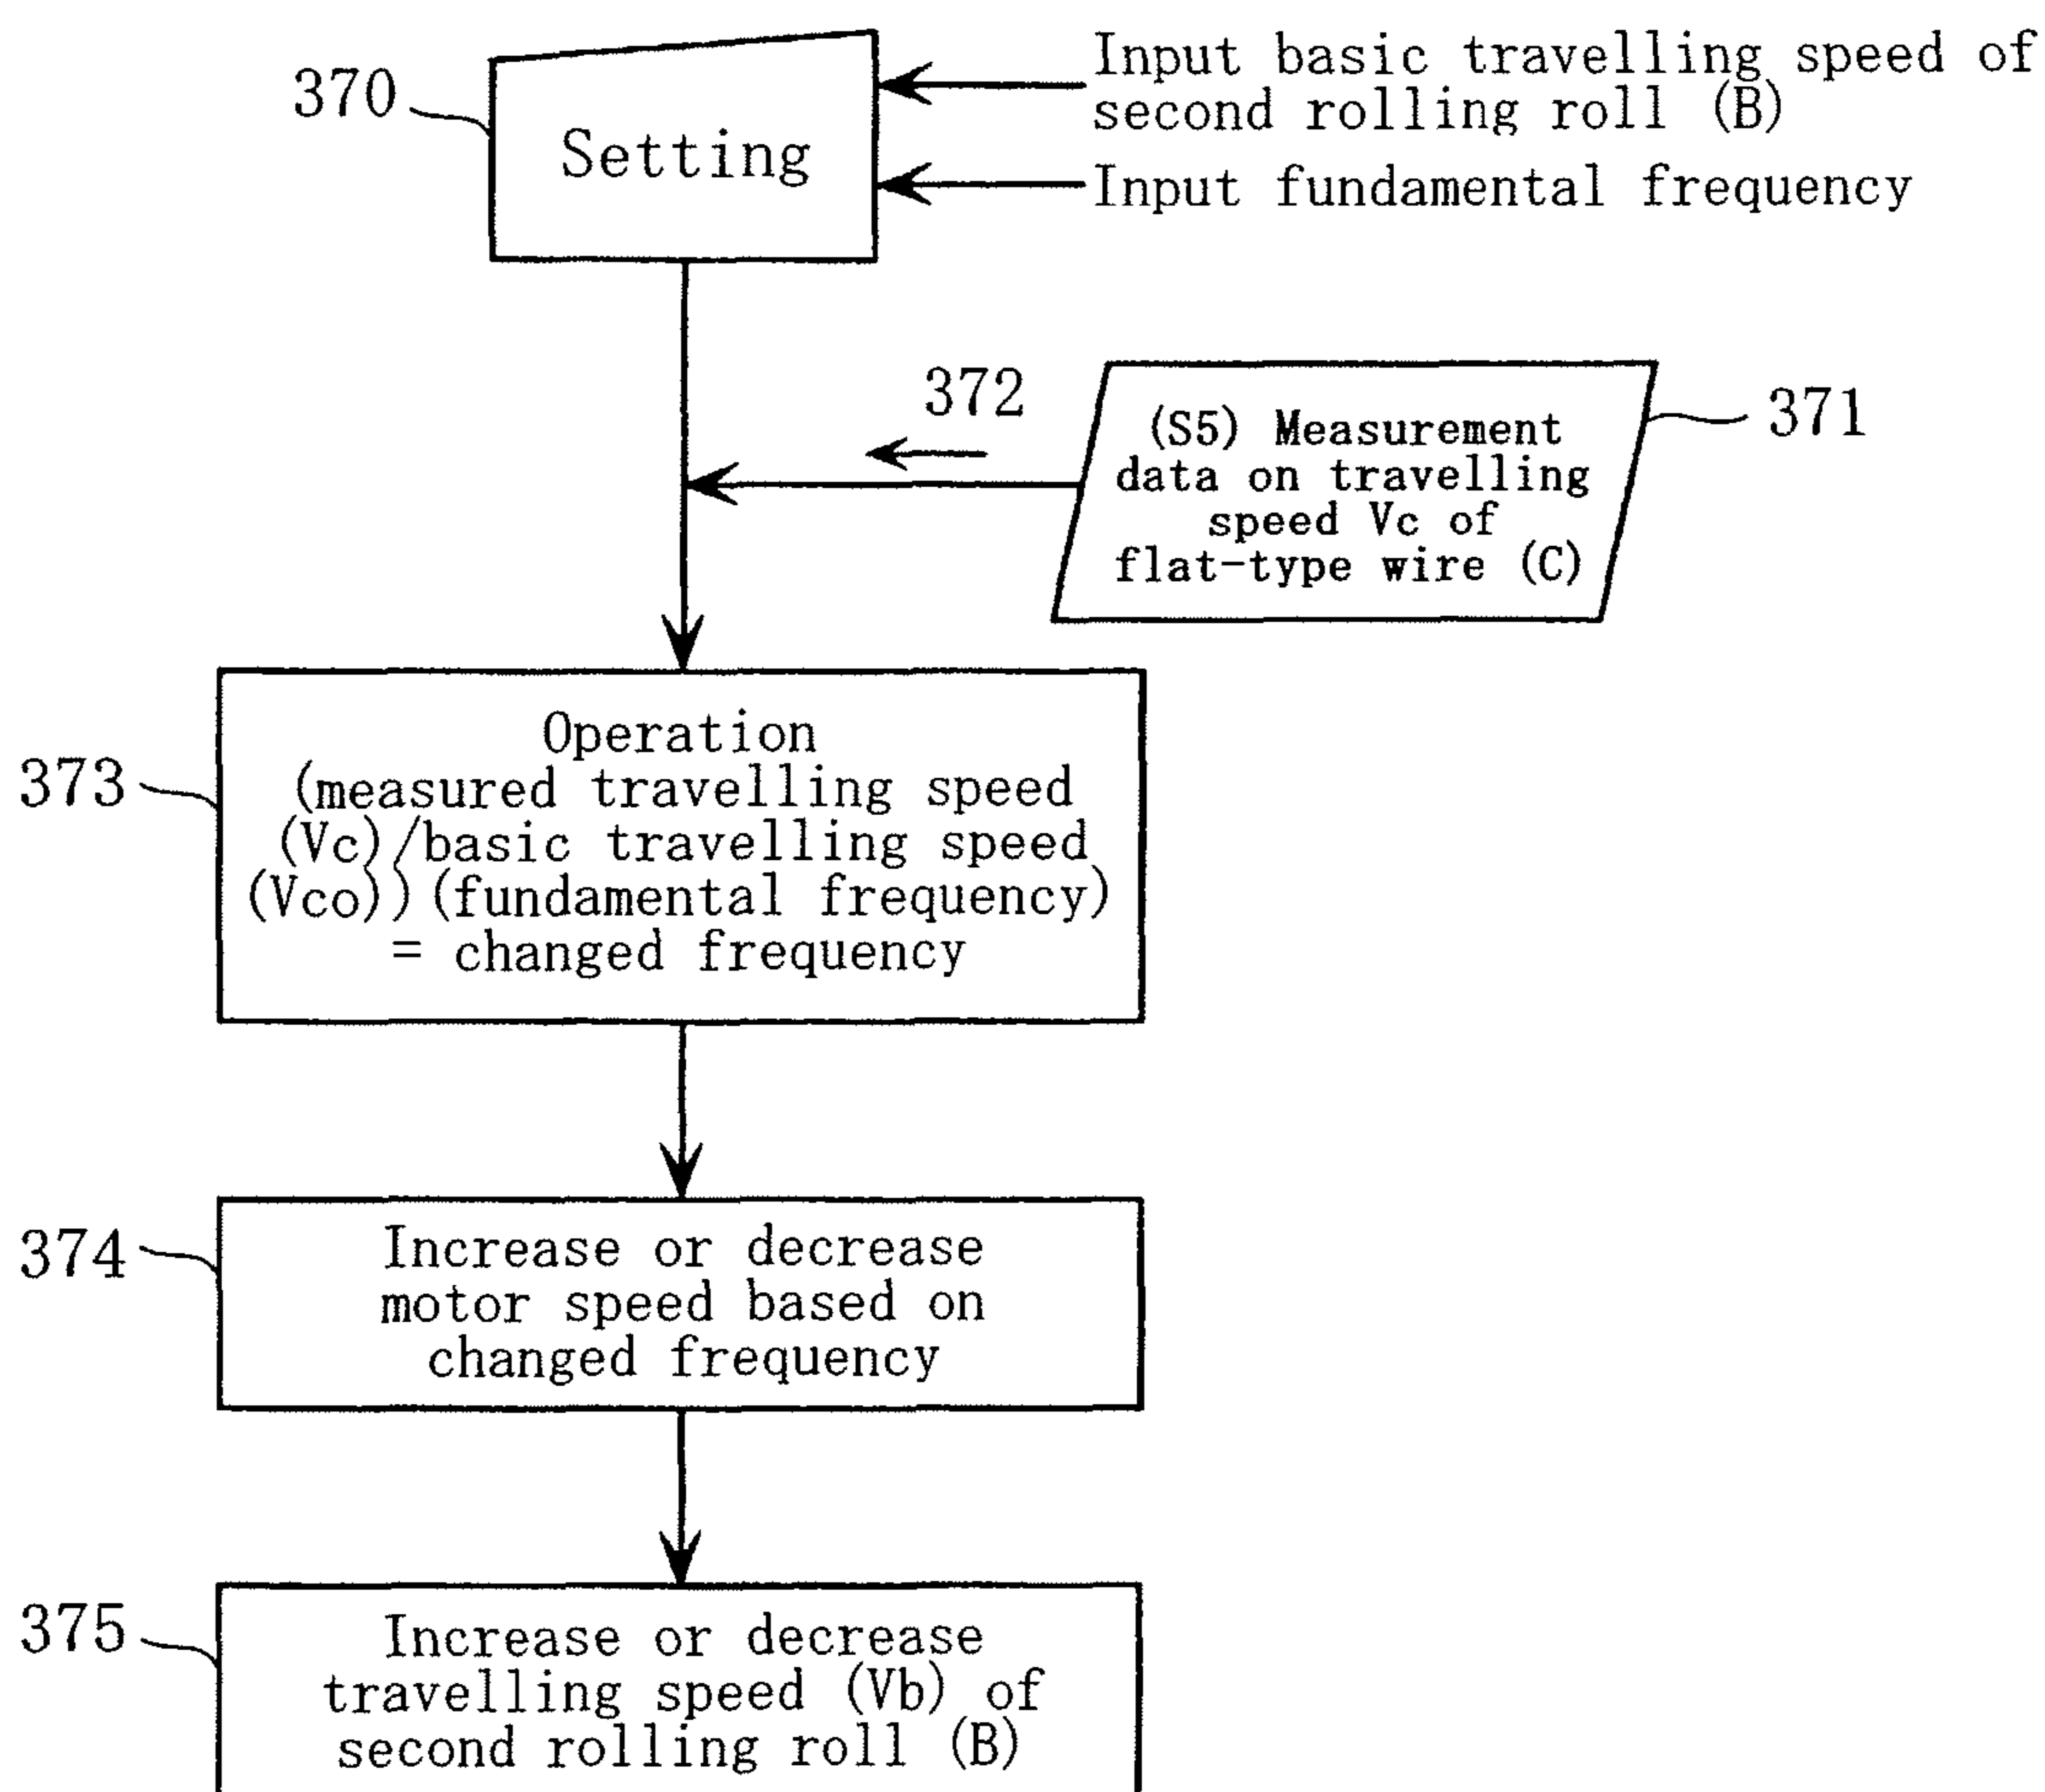 370
Setting
Input basic travelling speed of
second rolling roll (B)
Input fundamental frequency
372
371
(S5) Measurement
data on travelling
speed Vc of
flat-type wire (C)
373
Operation
(measured travelling speed
(Vc)/basic travelling speed
(Vco))(fundamental frequency)
= changed frequency
374
Increase or decrease
motor speed based on
changed frequency
375
Increase or decrease
travelling speed (Vb) of
second rolling roll (B)